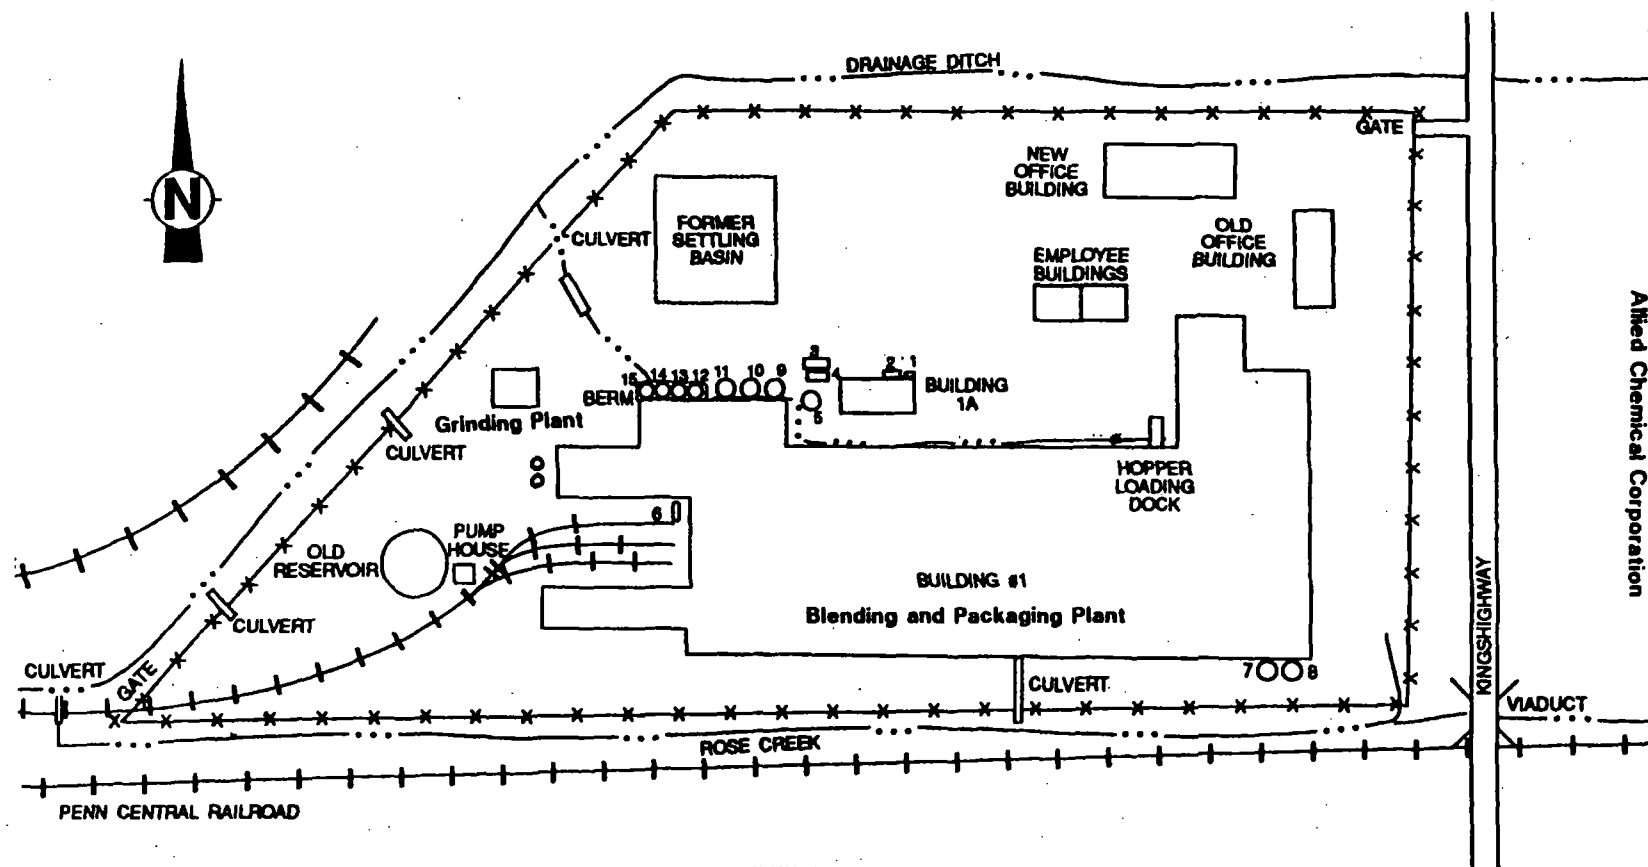 DRAINAGE DITCH
N
GATE
NEW
OFFICE
BUILDING
FORMER
SETTLING
BASIN
CULVERT
OLD
OFFICE
BUILDING
EMPLOYEE
BUILDINGS
Allied Chemical Corporation
3
2 1
4
15 14 13 12 11 10 9
BERM
5
BUILDING
1A
Grinding Plant
CULVERT
HOPPER
LOADING
DOCK
6
PUMP
HOUSE
OLD
RESERVOIR
BUILDING #1
Blending and Packaging Plant
KINGSHIGHWAY
CULVERT
CULVERT
GATE
CULVERT
7 8
VIADUCT
ROSE CREEK
PENN CENTRAL RAILROAD